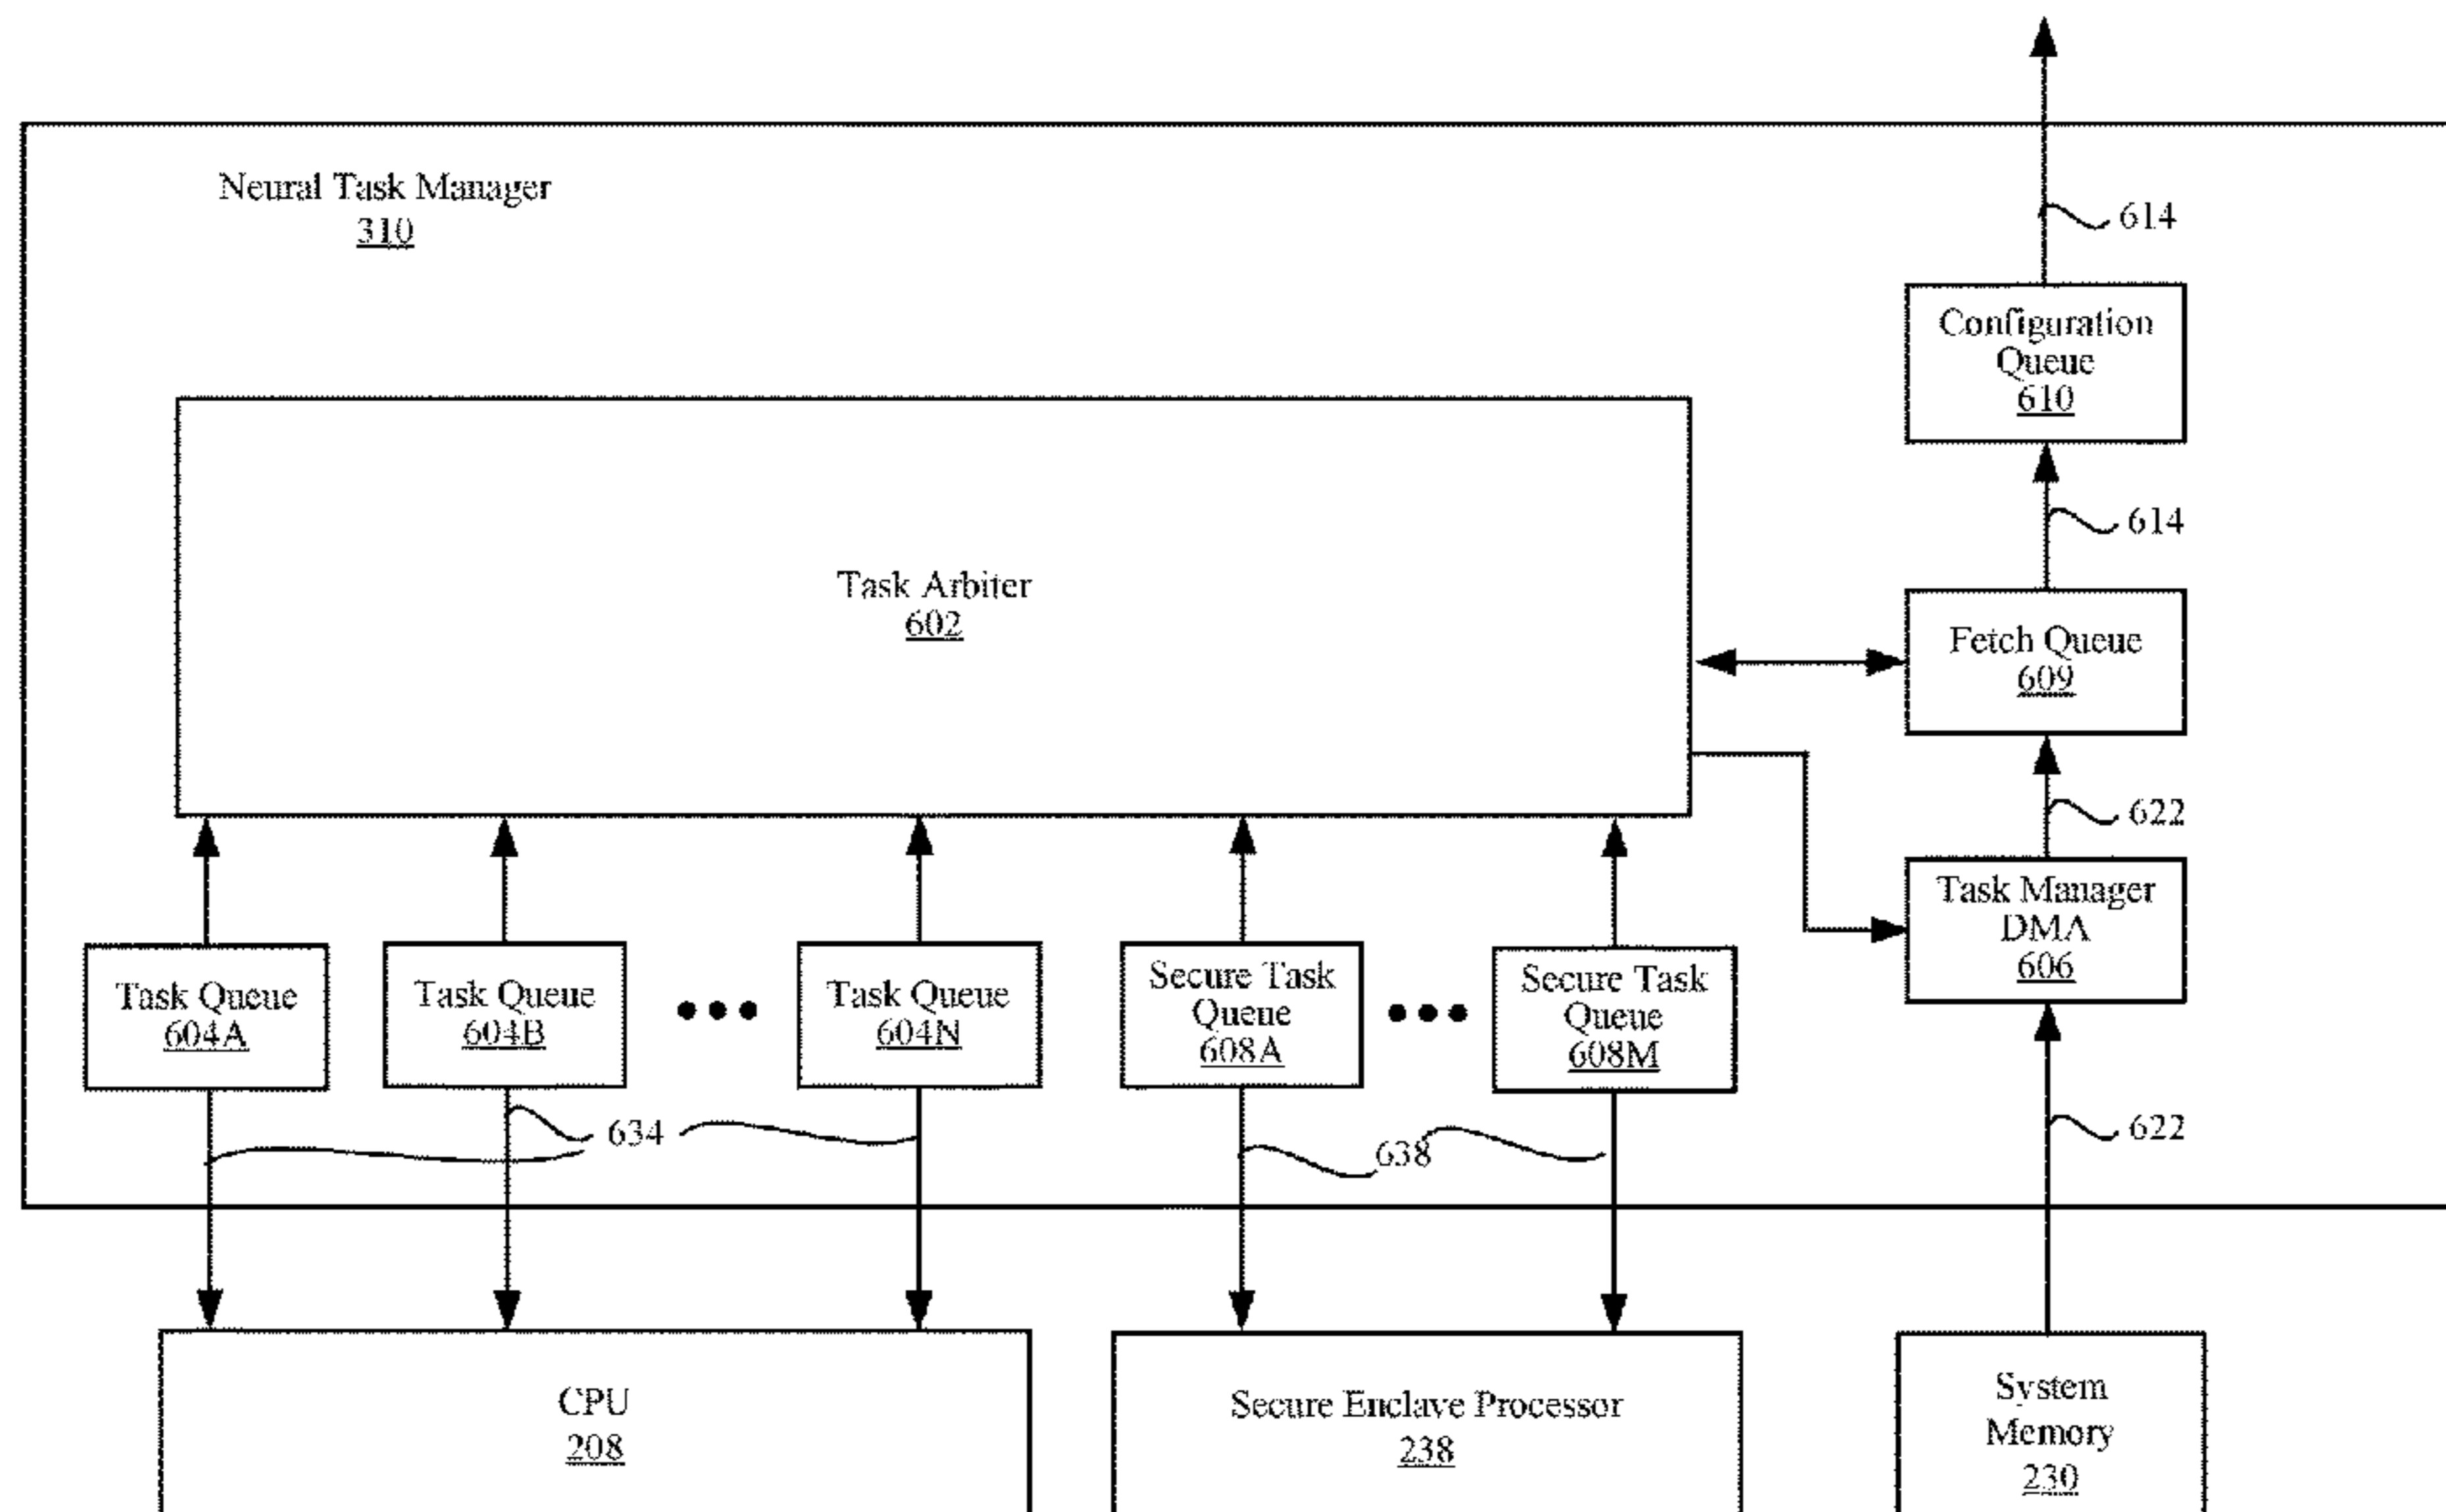 Neural Task Manager
310
614
Configuration
Queue
610
614
Task Arbiter
602
Fetch Queue
609
622
Task Manager
DMA
606
Task Queue
604A
Task Queue
604B
Task Queue
604N
Secure Task
Queue
608A
Secure Task
Queue
608M
634
638
622
CPU
208
Secure Enclave Processor
238
System
Memory
230